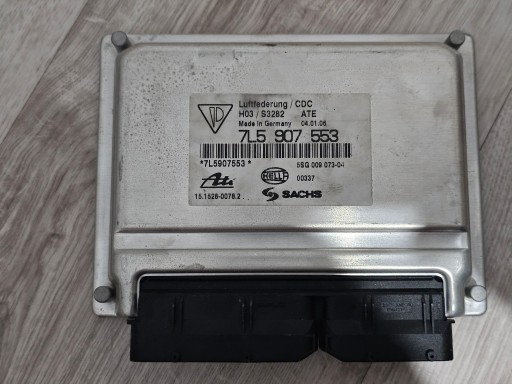 Luftfederung / CDC
H03 / S3282 ATE
Made in Germany 04.01.06
7L5 907 553
*7L5907553*
5SG 009 073-04
Ate
HELLA
00337
15.1528-0078.2
SACHS